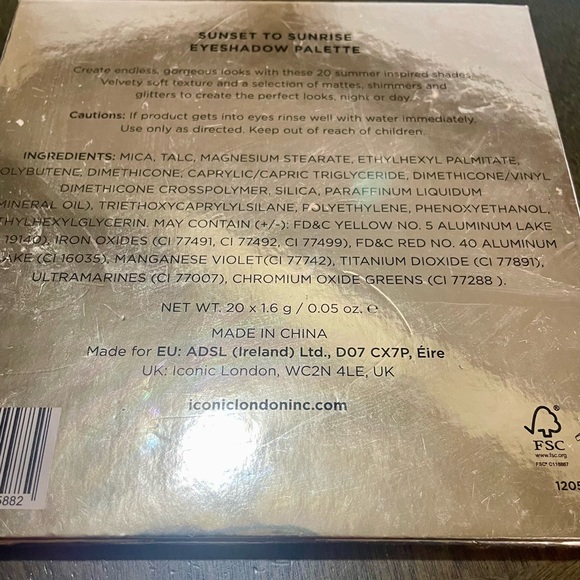 SUNSET TO SUNRISE
EYESHADOW PALETTE
Create endless, gorgeous looks with these 20 summer inspired shades.
Velvety soft texture and a selection of mattes, shimmers and
glitters to create the perfect looks, night or day.
Cautions: If product gets into eyes rinse well with water immediately.
Use only as directed. Keep out of reach of children.
INGREDIENTS: MICA, TALC, MAGNESIUM STEARATE, ETHYLHEXYL PALMITATE,
OLYBUTENE, DIMETHICONE, CAPRYLIC/CAPRIC TRIGLYCERIDE, DIMETHICONE/VINYL
DIMETHICONE CROSSPOLYMER, SILICA, PARAFFINUM LIQUIDUM
MINERAL OIL), TRIETHOXYCAPRYLYLSILANE, POLYETHYLENE, PHENOXYETHANOL,
THYLHEXYLGLYCERIN. MAY CONTAIN (+/-): FD&C YELLOW NO. 5 ALUMINUM LAKE
19140), IRON OXIDES (CI 77491, CI 77492, CI 77499), FD&C RED NO. 40 ALUMINUM
LAKE (CI 16035), MANGANESE VIOLET(CI 77742), TITANIUM DIOXIDE (CI 77891),
ULTRAMARINES (CI 77007), CHROMIUM OXIDE GREENS (CI 77288 ).
NET WT. 20 x 1.6 g / 0.05 oz. e
MADE IN CHINA
Made for EU: ADSL (Ireland) Ltd., D07 CX7P, Éire
UK: Iconic London, WC2N 4LE, UK
iconiclondoninc.com
FSC
www.fsc.org
5882
1205